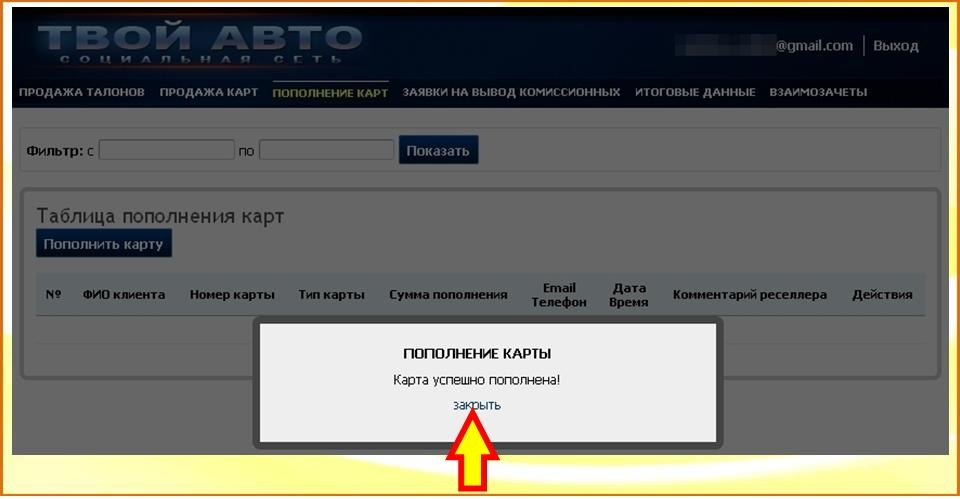 ТВОЙ АВТО
СОЦИАЛЬНАЯ СЕТЬ
@gmail.com | Выход
ПРОДАЖА ТАЛОНОВ ПРОДАЖА КАРТ ПОПОЛНЕНИЕ КАРТ ЗАЯВКИ НА ВЫВОД КОМИССИОННЫХ ИТОГОВЫЕ ДАННЫЕ ВЗАИМОЗАЧЕТЫ
Фильтр: с по Показать
Таблица пополнения карт
Пополнить карту
№ ФИО клиента Номер карты Тип карты Сумма пополнения Email Телефон Дата Время Комментарий реселлера Действия
ПОПОЛНЕНИЕ КАРТЫ
Карта успешно пополнена!
закрыть